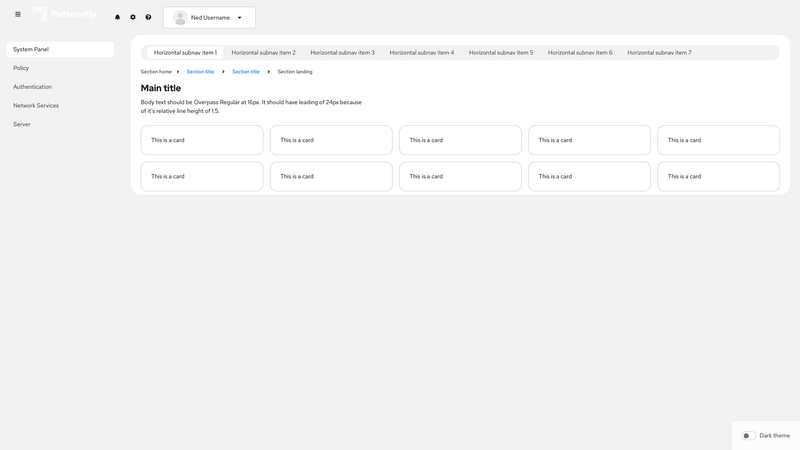 PatternFly
Ned Username
System Panel
Policy
Authentication
Network Services
Server
Horizontal subnav item 1
Horizontal subnav item 2
Horizontal subnav item 3
Horizontal subnav item 4
Horizontal subnav item 5
Horizontal subnav item 6
Horizontal subnav item 7
Section home
Section title
Section title
Section landing
Main title
Body text should be Overpass Regular at 16px. It should have leading of 24px because
of it's relative line height of 1.5.
This is a card
This is a card
This is a card
This is a card
This is a card
This is a card
This is a card
This is a card
This is a card
This is a card
Dark theme